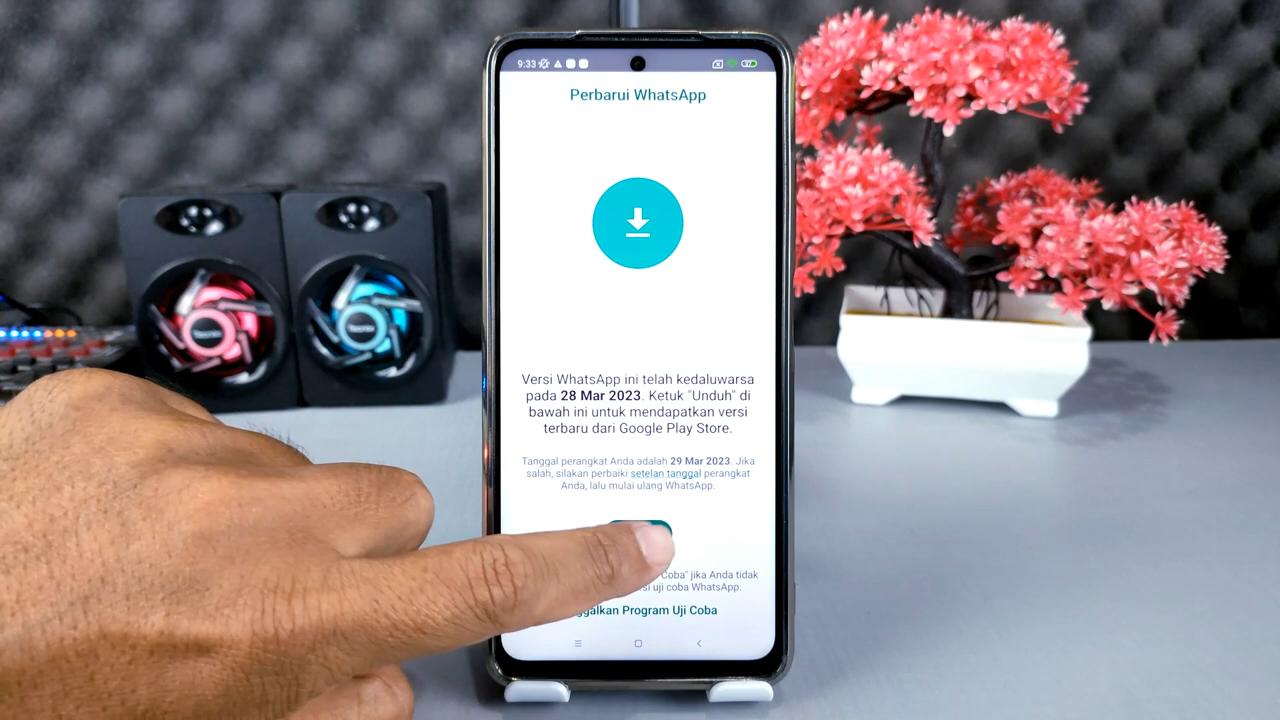 9:33
Perbarui WhatsApp
Versi WhatsApp ini telah kedaluwarsa
pada 28 Mar 2023. Ketuk "Unduh" di
bawah ini untuk mendapatkan versi
terbaru dari Google Play Store.
Tanggal perangkat Anda adalah 29 Mar 2023. Jika
salah, silakan perbaiki setelan tanggal perangkat
Anda, lalu mulai ulang WhatsApp.
Coba" jika Anda tidak
uji coba WhatsApp.
Program Uji Coba